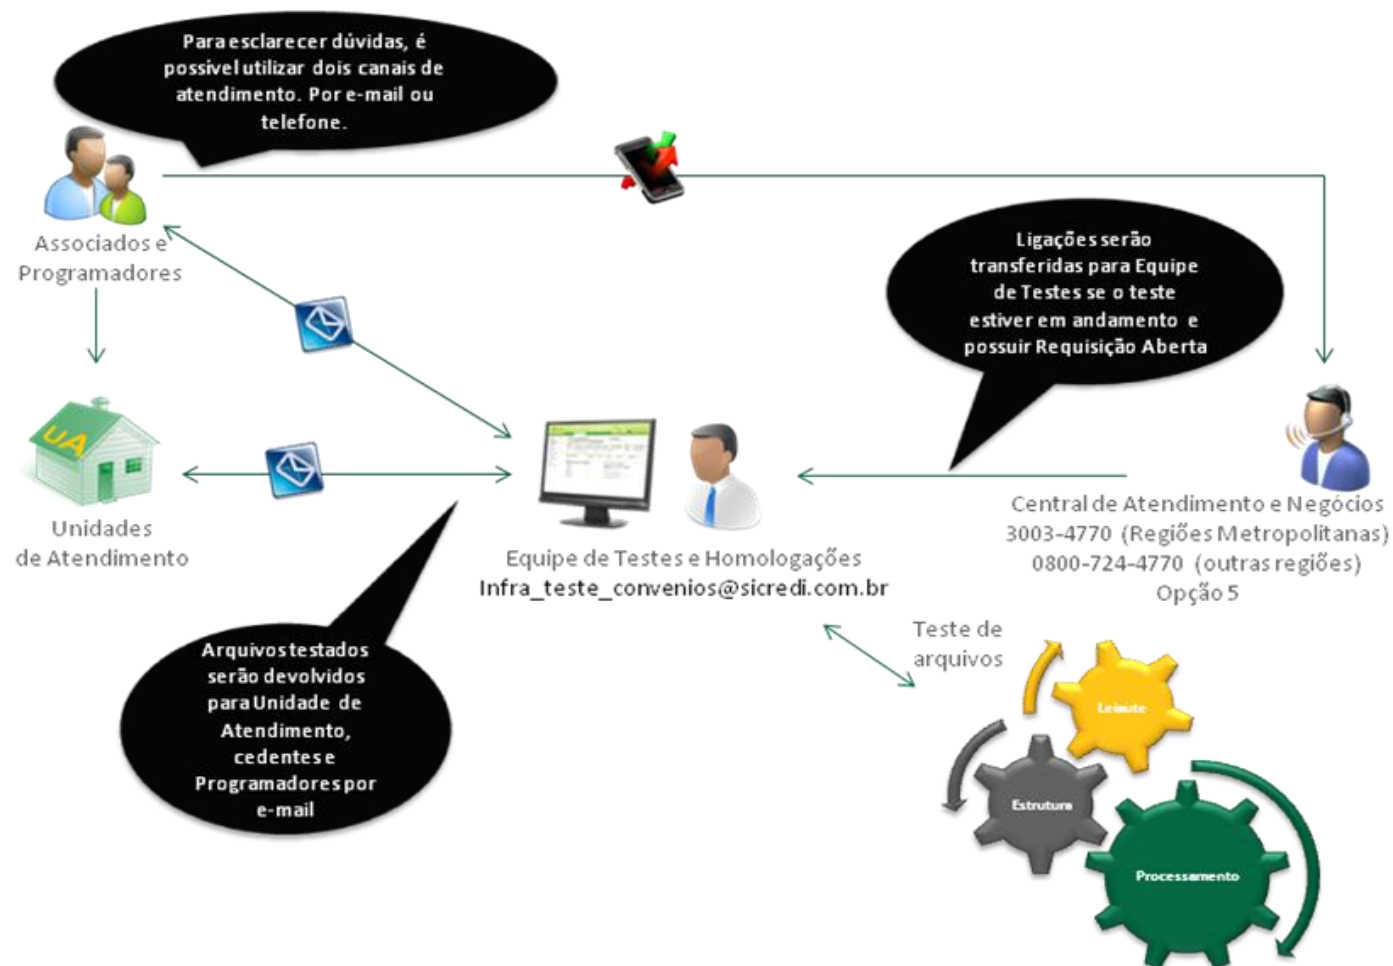 Para esclarecer dúvidas, é
possível utilizar dois canais de
atendimento. Por e-mail ou
telefone.
Associados e
Programadores
Ligações serão
transferidas para Equipe
de Testes se o teste
estiver em andamento e
possuir Requisição Aberta
UA
Unidades
de Atendimento
Equipe de Testes e Homologações
Infra_teste_convenios@sicredi.com.br
Central de Atendimento e Negócios
3003-4770 (Regiões Metropolitanas)
0800-724-4770 (outras regiões)
Opção 5
Arquivos testados
serão devolvidos
para Unidade de
Atendimento,
cedentes e
Programadores por
e-mail
Teste de
arquivos
Leiaute
Estrutura
Processamento